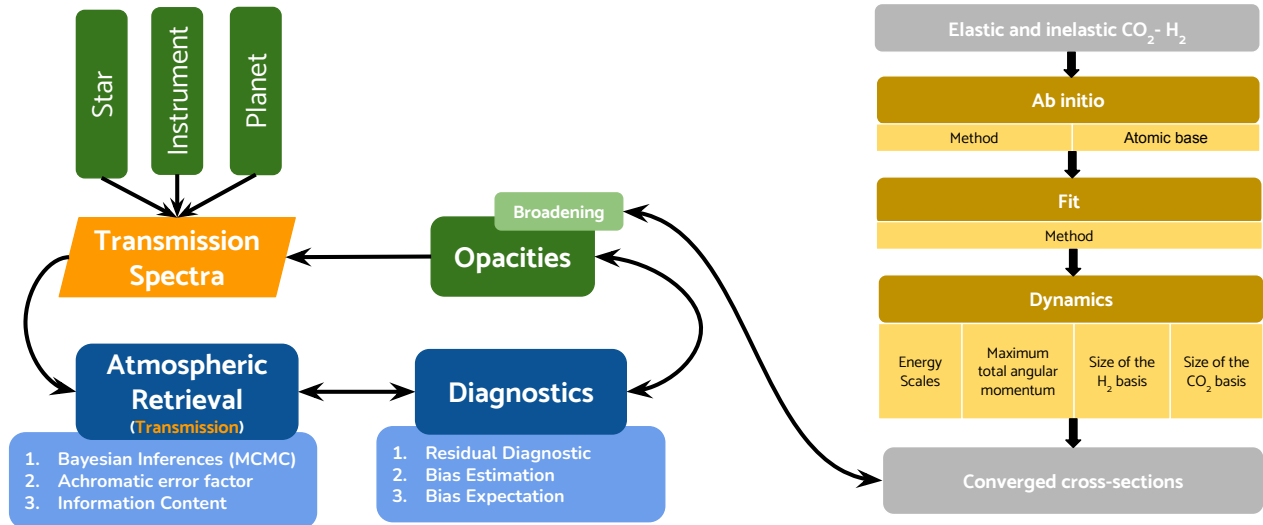 Star
Instrument
Planet
Transmission
Spectra
Broadening
Opacities
Atmospheric
Retrieval
(Transmission)
1. Bayesian Inferences (MCMC)
2. Achromatic error factor
3. Information Content
Diagnostics
1. Residual Diagnostic
2. Bias Estimation
3. Bias Expectation
Elastic and inelastic CO₂- H₂
Ab initio
Method
Atomic base
Fit
Method
Dynamics
Energy
Scales
Maximum
total angular
momentum
Size of the
H₂ basis
Size of the
CO₂ basis
Converged cross-sections